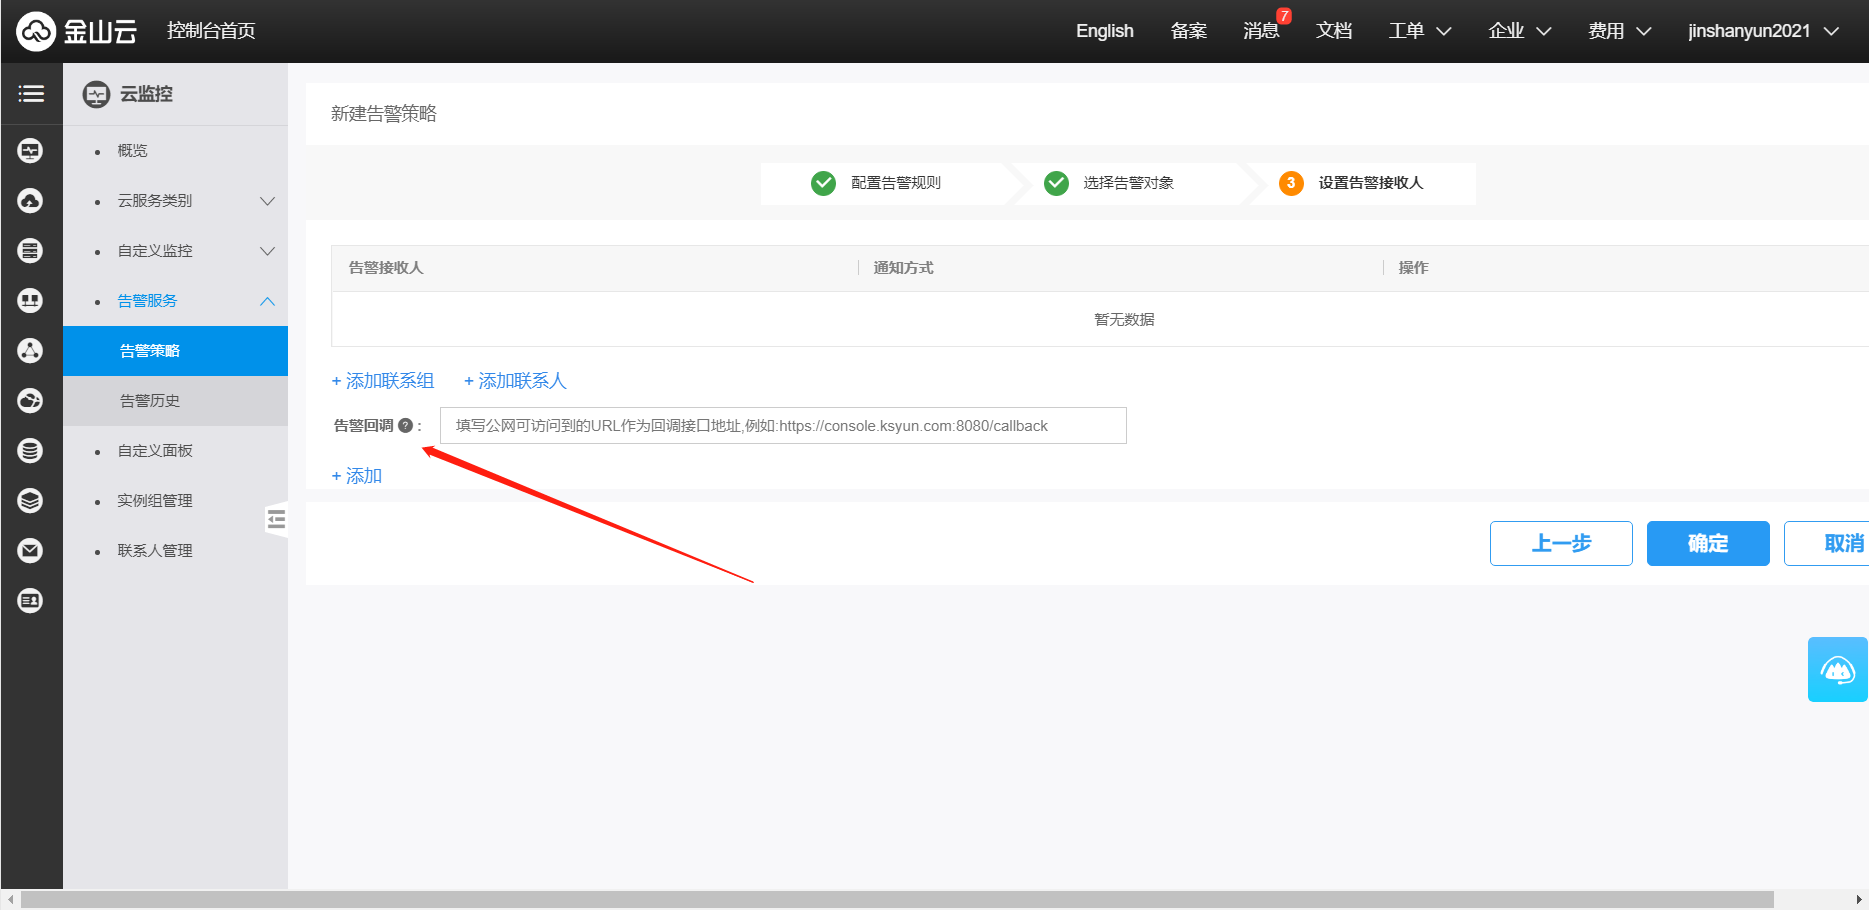 金山云 控制台首页 English 备案 消息 7 文档 工单 企业 费用 jinshanyun2021
云监控
概览
云服务类别
自定义监控
告警服务
告警策略
告警历史
自定义面板
实例组管理
联系人管理
新建告警策略
配置告警规则 选择告警对象 3 设置告警接收人
告警接收人 通知方式 操作
暂无数据
+ 添加联系组 + 添加联系人
告警回调 ? : 填写公网可访问到的URL作为回调接口地址,例如:https://console.ksyun.com:8080/callback
+ 添加
上一步 确定 取消